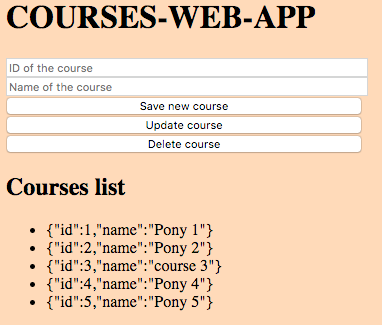 COURSES-WEB-APP
ID of the course
Name of the course
Save new course
Update course
Delete course
Courses list
{"id":1,"name":"Pony 1"}
{"id":2,"name":"Pony 2"}
{"id":3,"name":"course 3"}
{"id":4,"name":"Pony 4"}
{"id":5,"name":"Pony 5"}